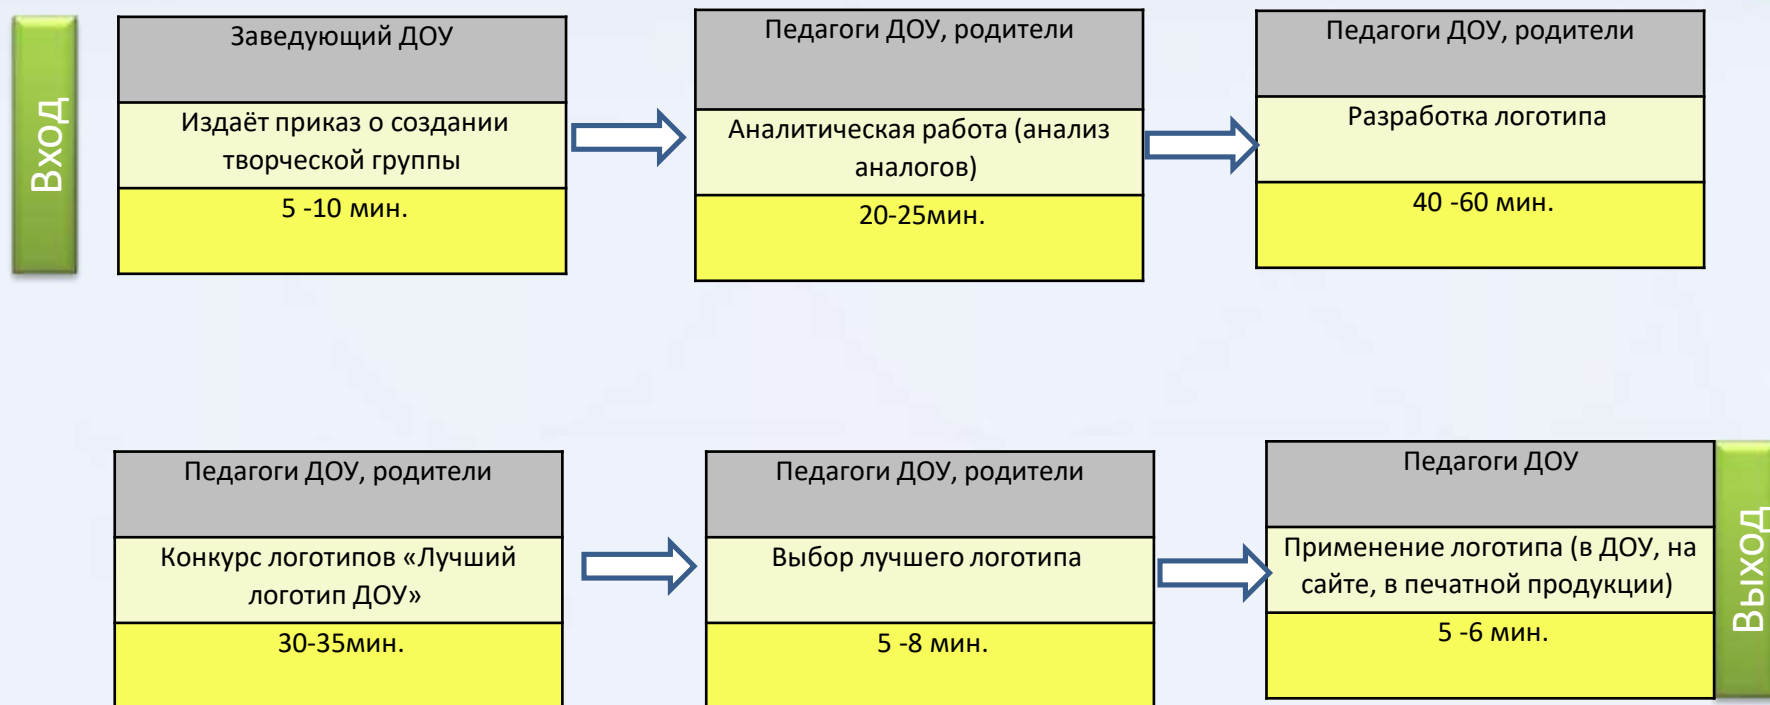 Вход
Заведующий ДОУ
Издаёт приказ о создании
творческой группы
5 -10 мин.
Педагоги ДОУ, родители
Аналитическая работа (анализ
аналогов)
20-25мин.
Педагоги ДОУ, родители
Разработка логотипа
40 -60 мин.
Педагоги ДОУ, родители
Конкурс логотипов «Лучший
логотип ДОУ»
30-35мин.
Педагоги ДОУ, родители
Выбор лучшего логотипа
5 -8 мин.
Педагоги ДОУ
Применение логотипа (в ДОУ, на
сайте, в печатной продукции)
5 -6 мин.
Выход